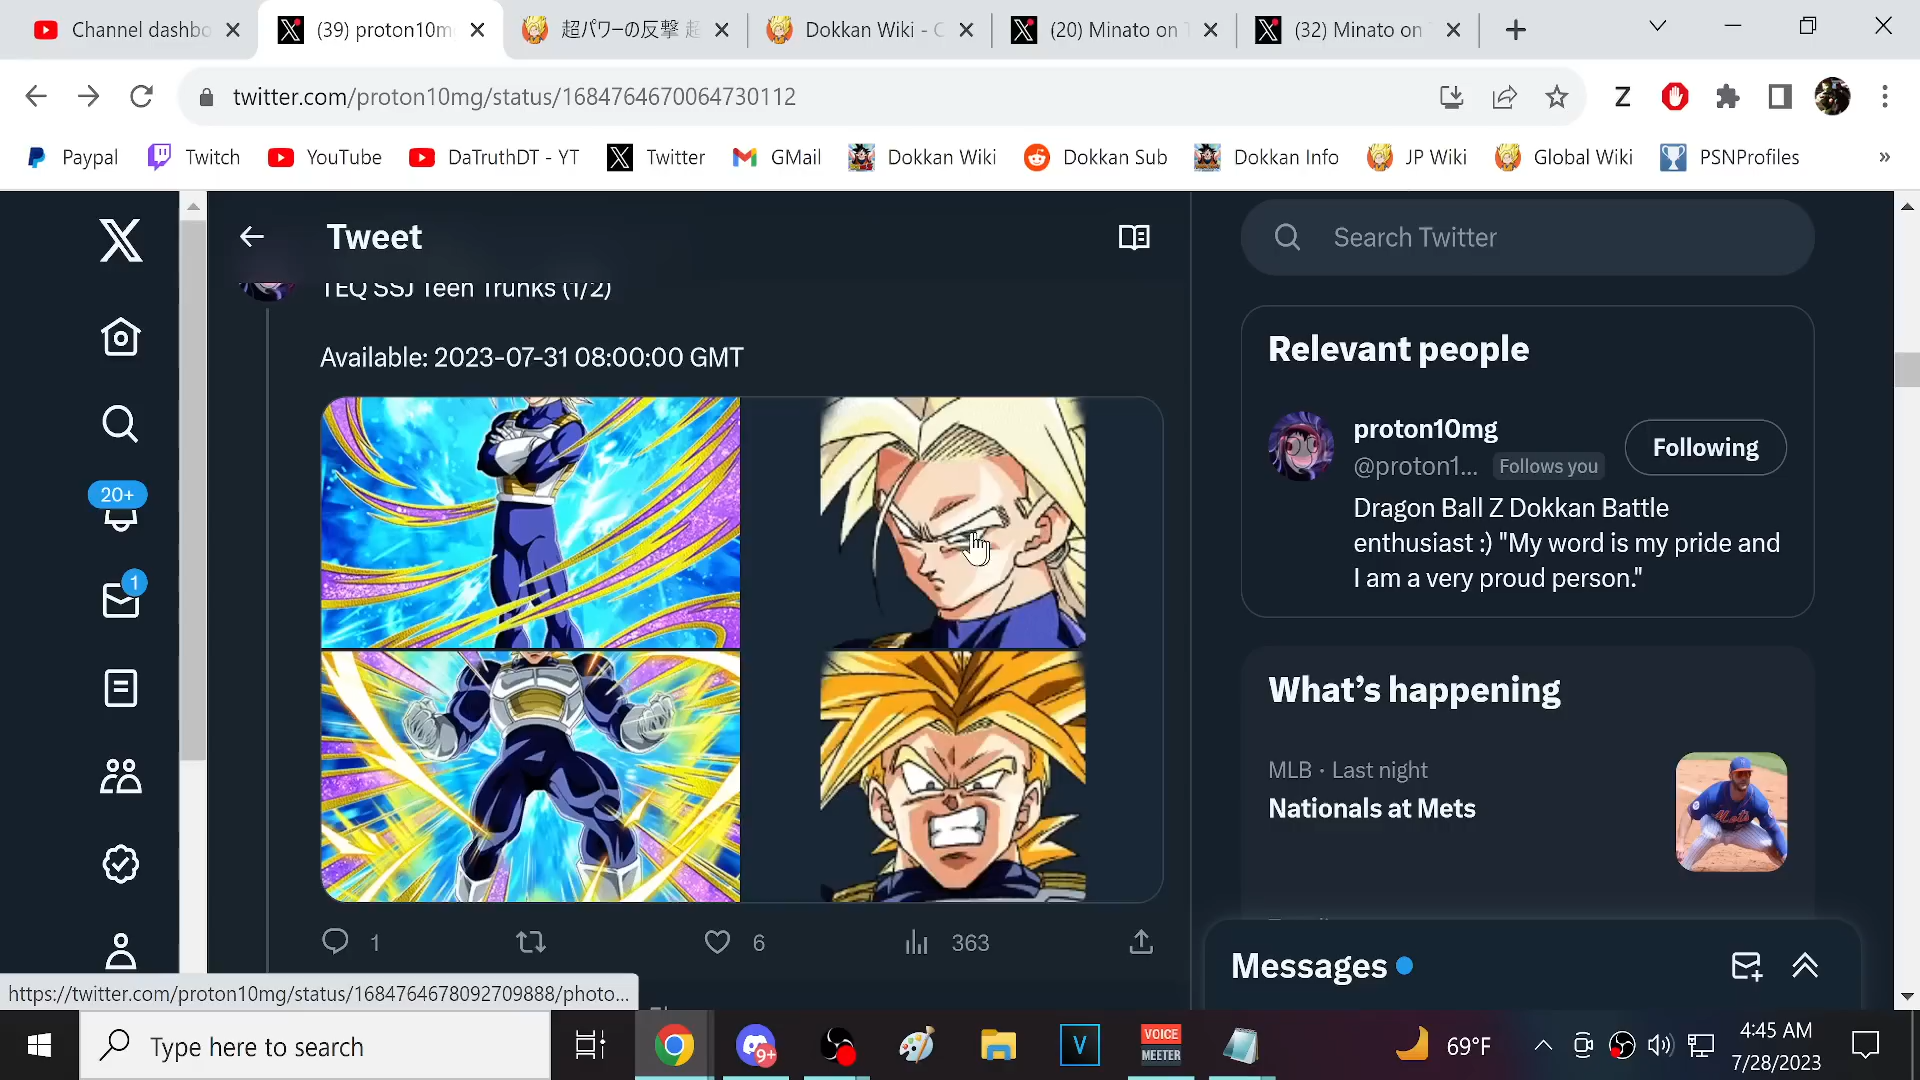 Channel dashbo
(39) proton10m
超パワーの反撃 超
Dokkan Wiki - C
(20) Minato on T
(32) Minato on
twitter.com/proton10mg/status/1684764670064730112
Z
Paypal
Twitch
YouTube
DaTruthDT - YT
Twitter
GMail
Dokkan Wiki
Dokkan Sub
Dokkan Info
JP Wiki
Global Wiki
PSNProfiles
»
Tweet
TEQ SSJ Teen Trunks (1/2)
Available: 2023-07-31 08:00:00 GMT
1
6
363
20+
1
Search Twitter
Relevant people
proton10mg
@proton1...
Follows you
Following
Dragon Ball Z Dokkan Battle
enthusiast :) "My word is my pride and
I am a very proud person."
What's happening
MLB · Last night
Nationals at Mets
Mets
Messages
https://twitter.com/proton10mg/status/1684764678092709888/photo...
Type here to search
9+
V
VOICE
MEETER
69°F
4:45 AM
7/28/2023